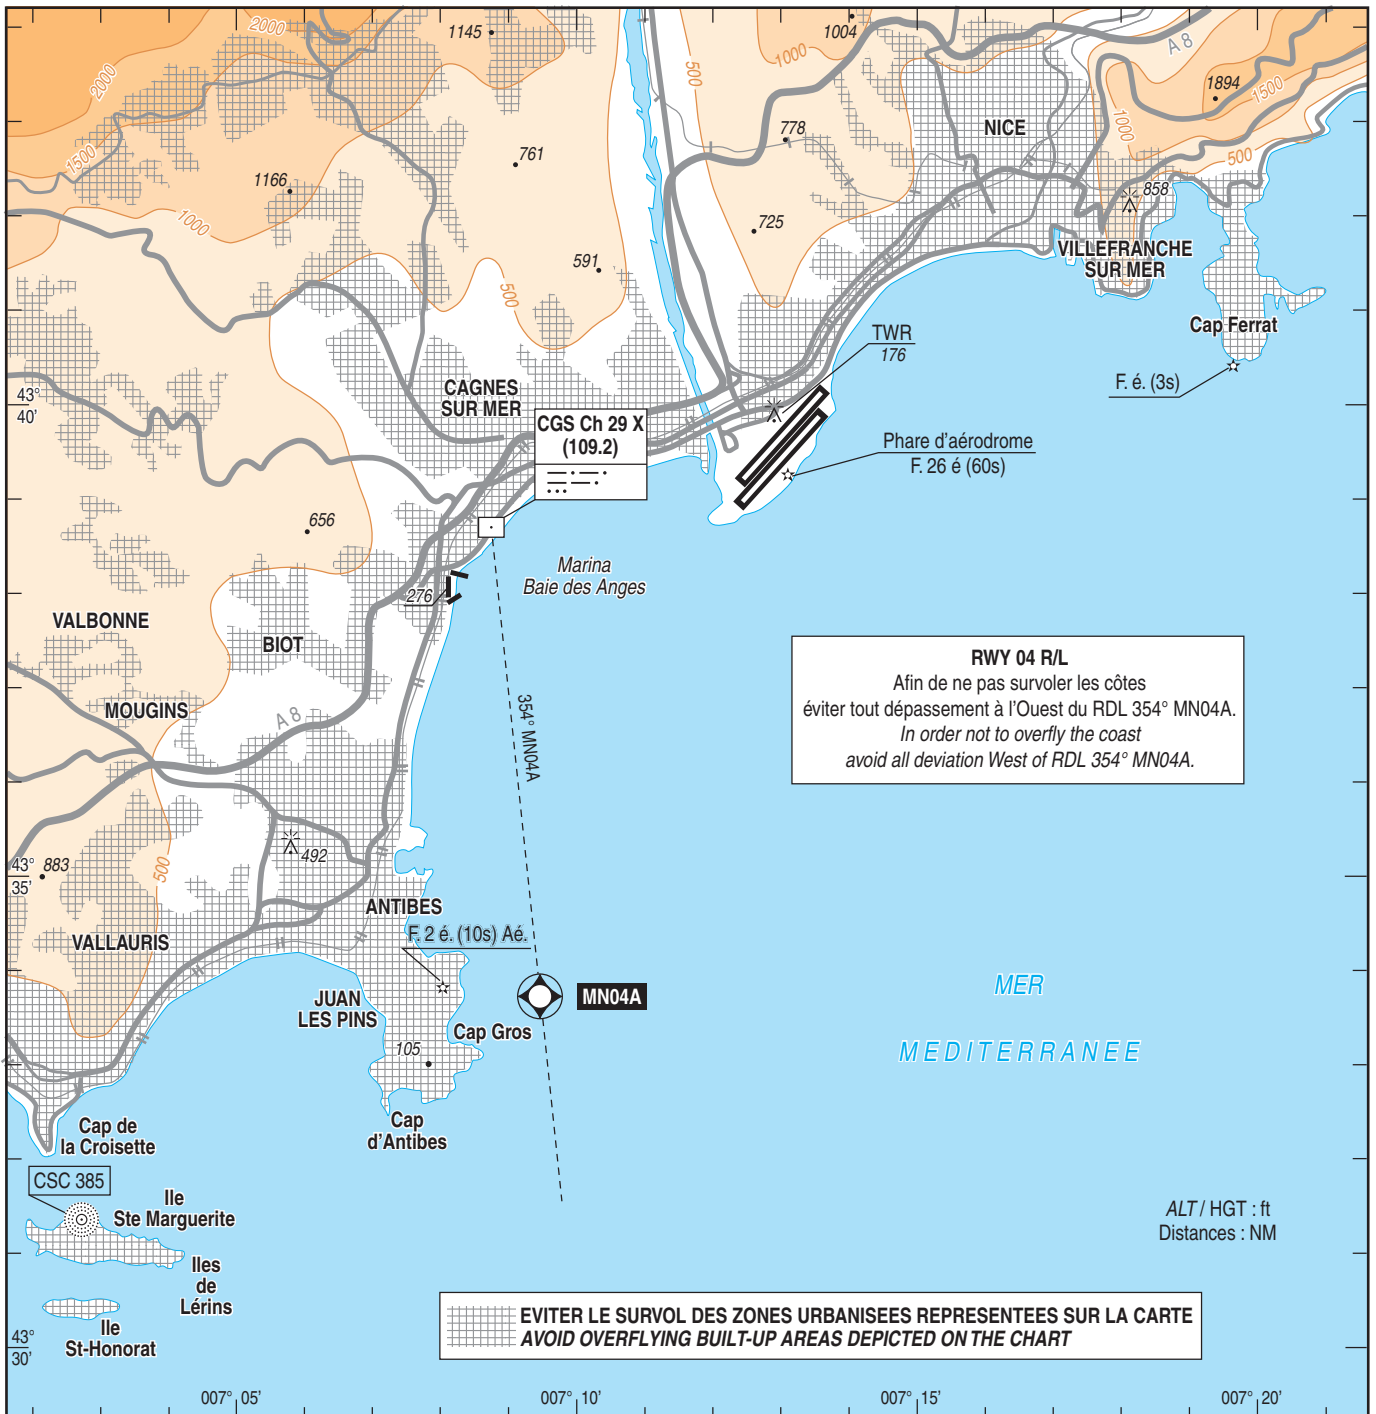 2000
1145
1004
A 8
2000
500
1000
1894
1500
1000
778
NICE
1500
761
500
1166
858
1000
725
VILLEFRANCHE
SUR MER
591
500
Cap Ferrat
TWR
176
F. é. (3s)
CAGNES
SUR MER
43°
40'
CGS Ch 29 X
(109.2)
Phare d'aérodrome
F. 26 é (60s)
656
Marina
Baie des Anges
276
VALBONNE
BIOT
RWY 04 R/L
Afin de ne pas survoler les côtes
éviter tout dépassement à l'Ouest du RDL 354° MN04A.
In order not to overfly the coast
avoid all deviation West of RDL 354° MN04A.
354° MN04A
MOUGINS
A 8
492
43°
35'
883
500
ANTIBES
F. 2 é. (10s) Aé.
VALLAURIS
MER
MEDITERRANEE
JUAN
LES PINS
MN04A
Cap Gros
105
Cap
d'Antibes
Cap de
la Croisette
CSC 385
Ile
Ste Marguerite
Iles
de
Lérins
ALT / HGT : ft
Distances : NM
Ile
St-Honorat
EVITER LE SURVOL DES ZONES URBANISEES REPRESENTEES SUR LA CARTE
AVOID OVERFLYING BUILT-UP AREAS DEPICTED ON THE CHART
43°
30'
007° 05'
007° 10'
007° 15'
007° 20'